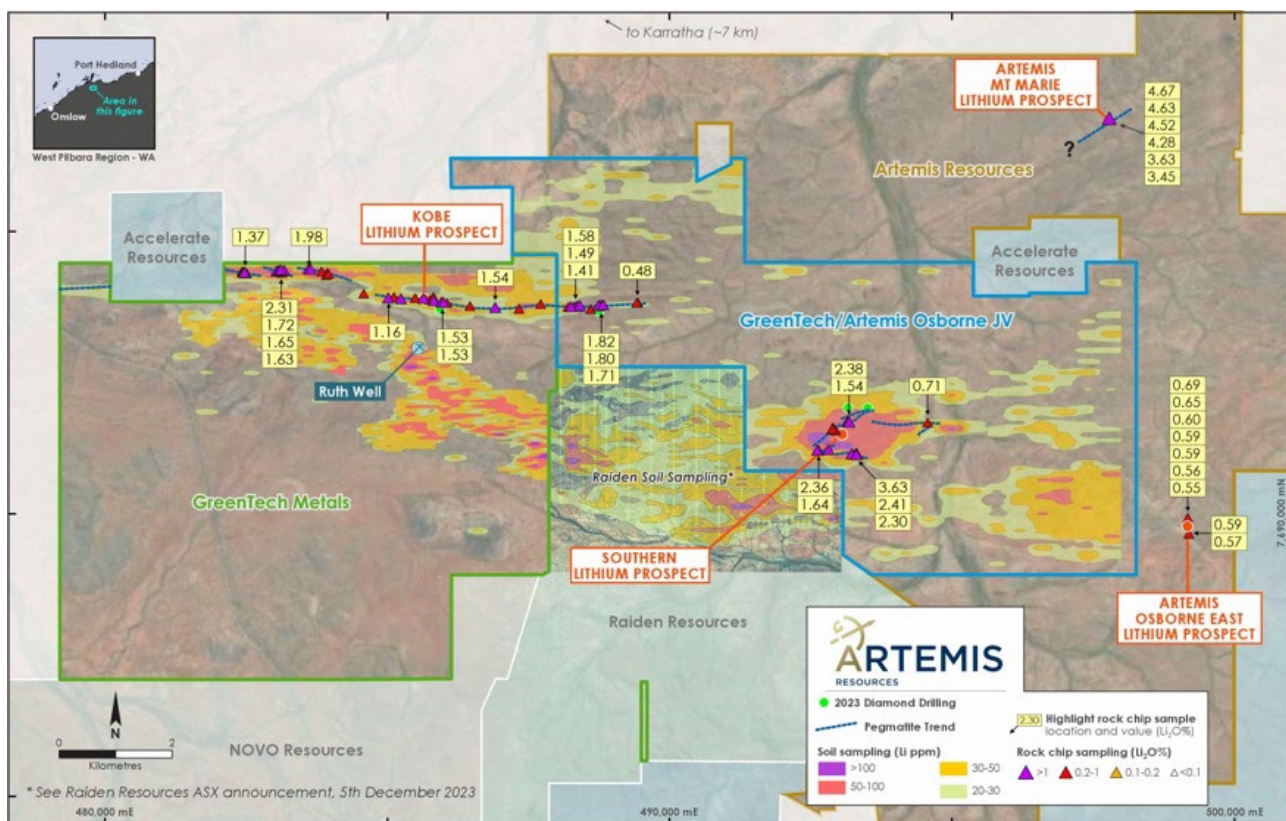 to Karratha (~7 km)
Port Hedland
Area in
this figure
Onslow
West Pilbara Region - WA
ARTEMIS
MT MARIE
LITHIUM PROSPECT
4.67
4.63
4.52
4.28
3.63
3.45
?
Artemis Resources
Accelerate
Resources
KOBE
LITHIUM PROSPECT
1.37
1.98
1.58
1.49
1.41
0.48
1.54
Accelerate
Resources
GreenTech/Artemis Osborne JV
2.31
1.72
1.65
1.63
1.16
1.53
1.53
1.82
1.80
1.71
Ruth Well
2.38
1.54
0.71
0.69
0.65
0.60
0.59
0.59
0.56
0.55
Raiden Soil Sampling*
GreenTech Metals
2.36
1.64
3.63
2.41
2.30
0.59
0.57
7,690,000 mN
SOUTHERN
LITHIUM PROSPECT
ARTEMIS
OSBORNE EAST
LITHIUM PROSPECT
Raiden Resources
ARTEMIS
RESOURCES
2023 Diamond Drilling
Pegmatite Trend
2.30 Highlight rock chip sample
location and value (Li₂O%)
Soil sampling (Li ppm)
>100
30-50
50-100
20-30
Rock chip sampling (Li₂O%)
>1
0.2-1
0.1-0.2
<0.1
N
0
2
Kilometres
NOVO Resources
* See Raiden Resources ASX announcement, 5th December 2023
480,000 mE
490,000 mE
500,000 mE